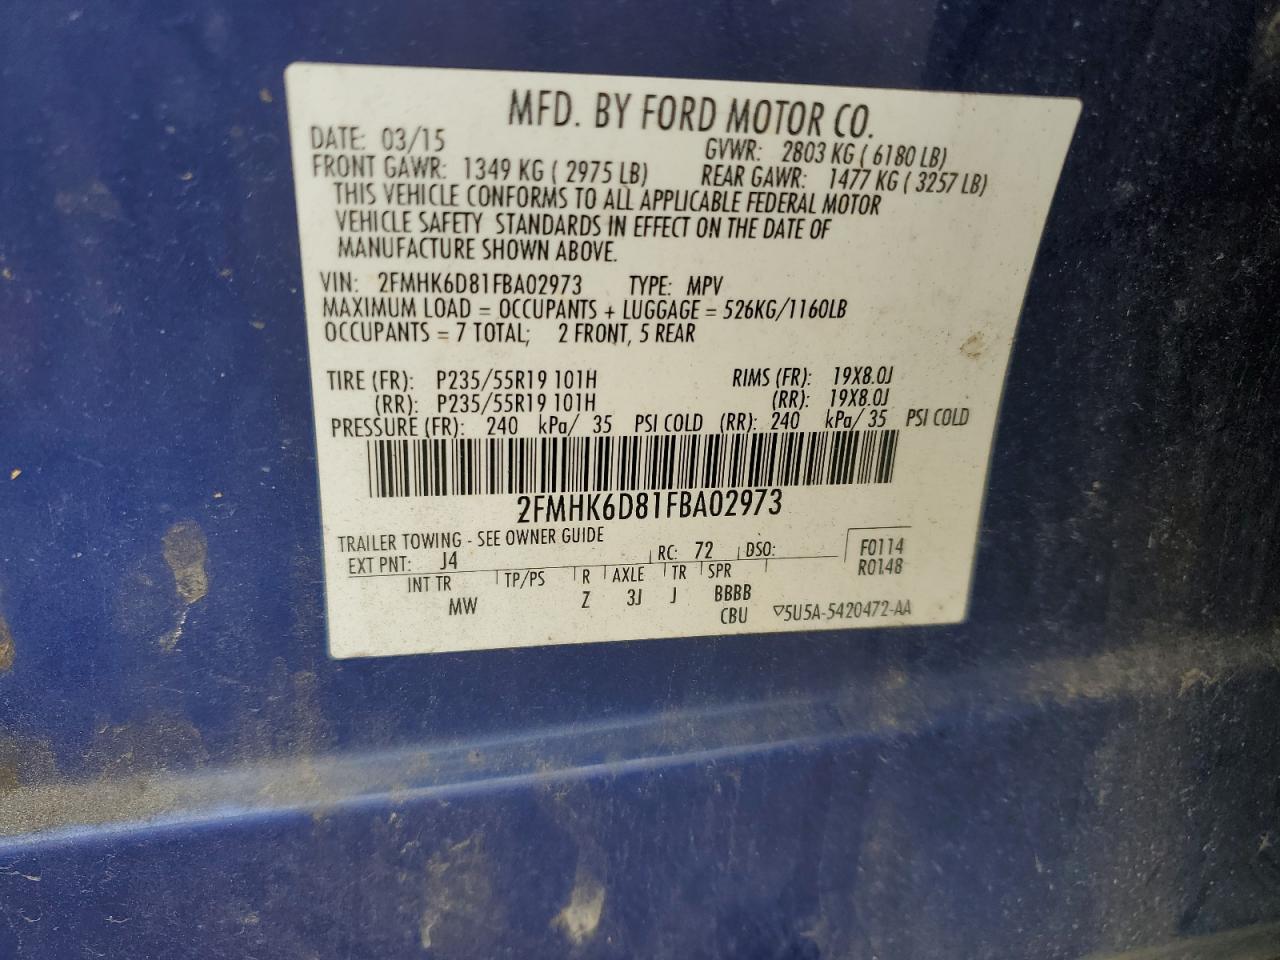 MFD. BY FORD MOTOR CO.
DATE: 03/15 GVWR: 2803 KG ( 6180 LB)
FRONT GAWR: 1349 KG ( 2975 LB) REAR GAWR: 1477 KG ( 3257 LB)
THIS VEHICLE CONFORMS TO ALL APPLICABLE FEDERAL MOTOR
VEHICLE SAFETY STANDARDS IN EFFECT ON THE DATE OF
MANUFACTURE SHOWN ABOVE.
VIN: 2FMHK6D81FBA02973 TYPE: MPV
MAXIMUM LOAD = OCCUPANTS + LUGGAGE = 526KG/1160LB
OCCUPANTS = 7 TOTAL; 2 FRONT, 5 REAR
TIRE (FR): P235/55R19 101H RIMS (FR): 19X8.0J
(RR): P235/55R19 101H (RR): 19X8.0J
PRESSURE (FR): 240 kPa/ 35 PSI COLD (RR): 240 kPa/ 35 PSI COLD
2FMHK6D81FBA02973
TRAILER TOWING - SEE OWNER GUIDE
EXT PNT: J4 RC: 72 DSO: F0114
R0148
INT TR TP/PS R AXLE TR SPR
MW Z 3J J BBBB
CBU ▽5U5A-5420472-AA